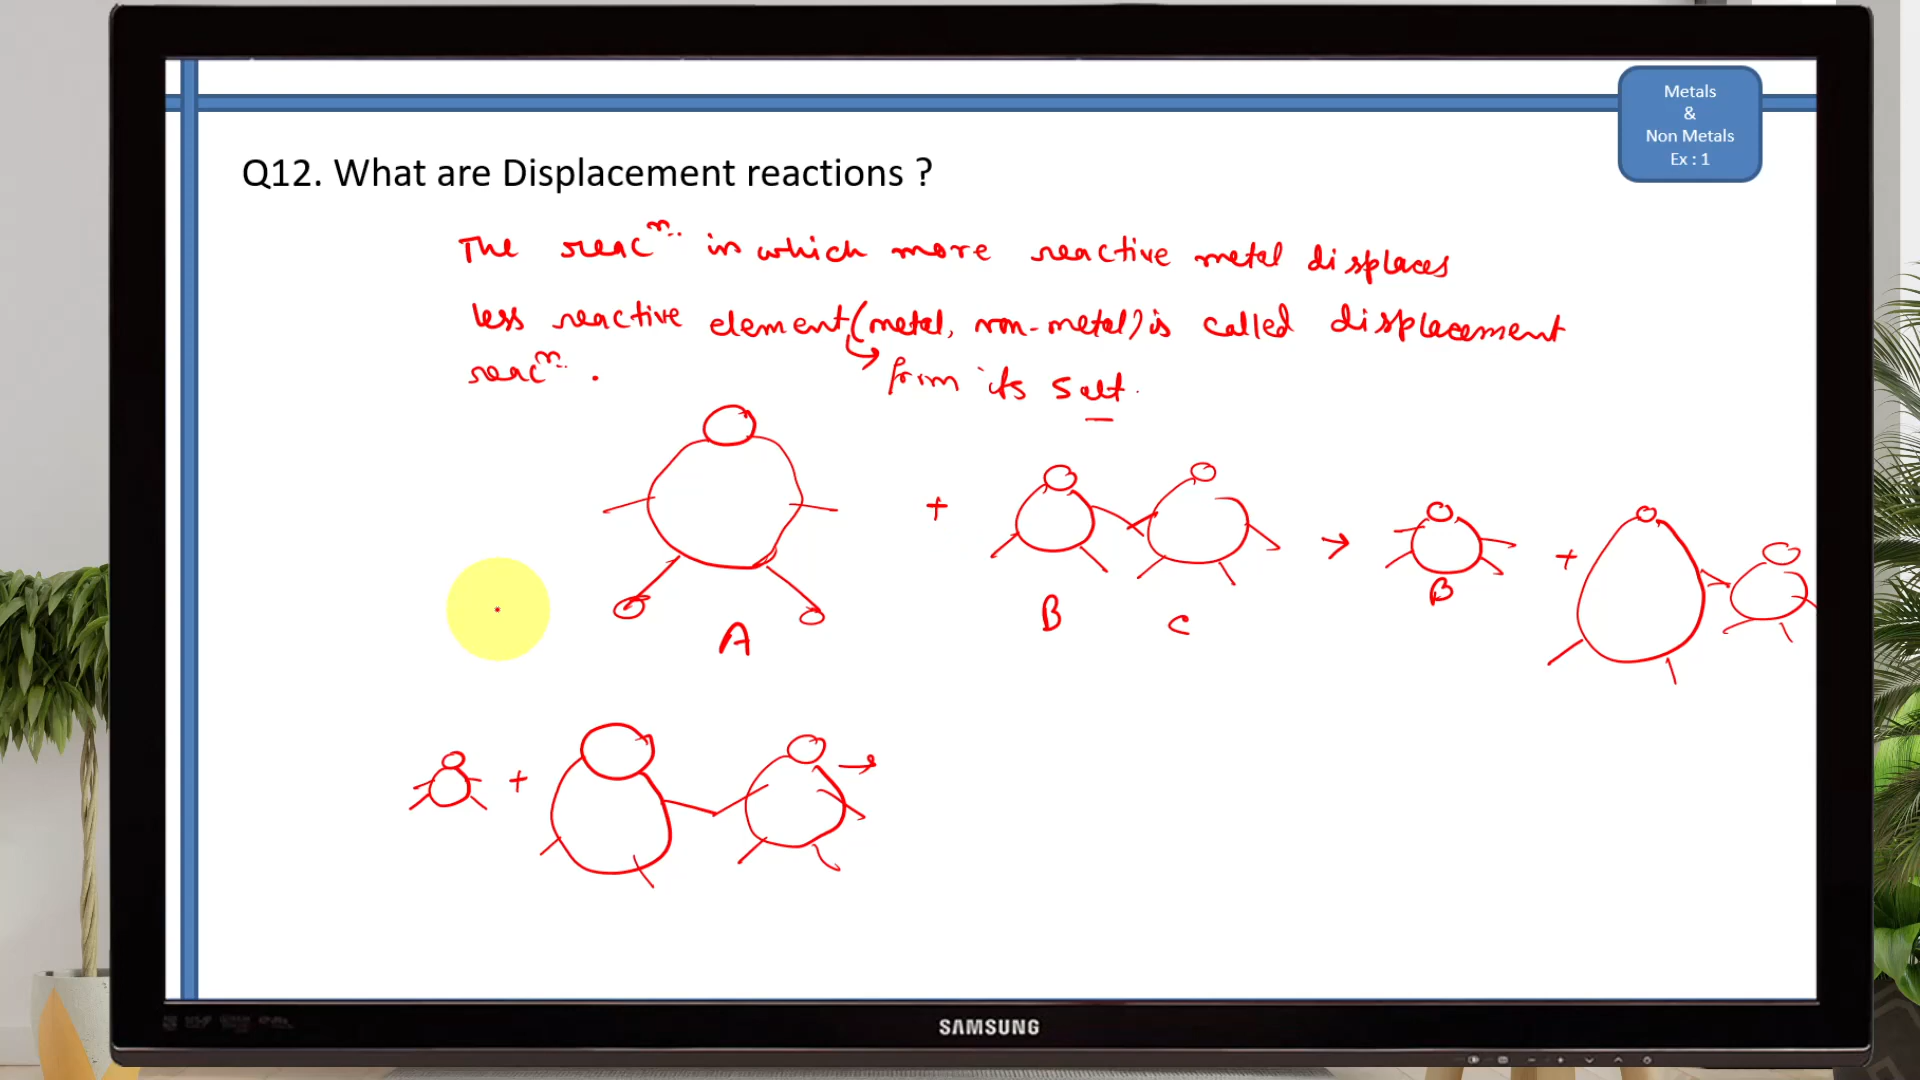 Metals
&
Non Metals
Ex : 1
Q12. What are Displacement reactions ?
The reacⁿ. in which more reactive metal displaces
less reactive element (metal, non-metal) is called displacement
reacⁿ. .
from its salt.
+
→
+
A
B
C
B
+
→
SAMSUNG